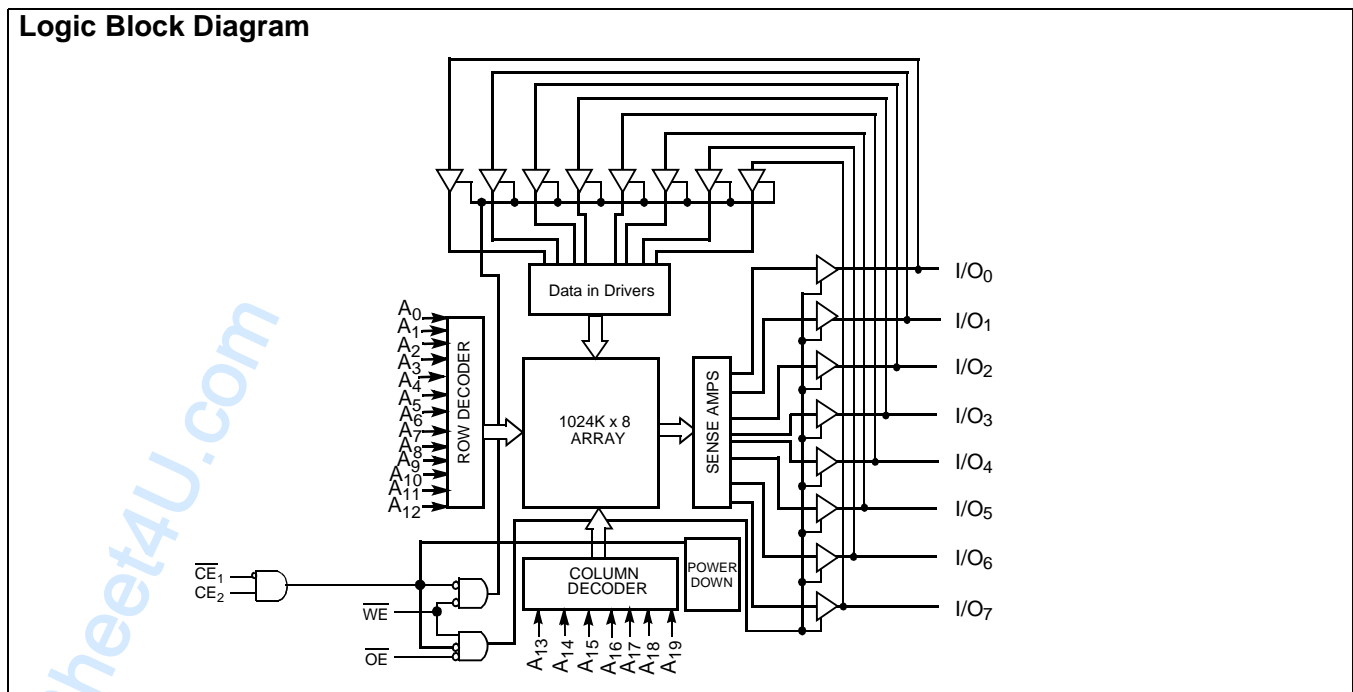 Logic Block Diagram
Data in Drivers
A0
A1
A2
A3
A4
A5
A6
A7
A8
A9
A10
A11
A12
ROW DECODER
1024K x 8
ARRAY
SENSE AMPS
I/O0
I/O1
I/O2
I/O3
I/O4
I/O5
I/O6
I/O7
COLUMN
DECODER
POWER
DOWN
CE1
CE2
WE
OE
A13
A14
A15
A16
A17
A18
A19
heet4U.com